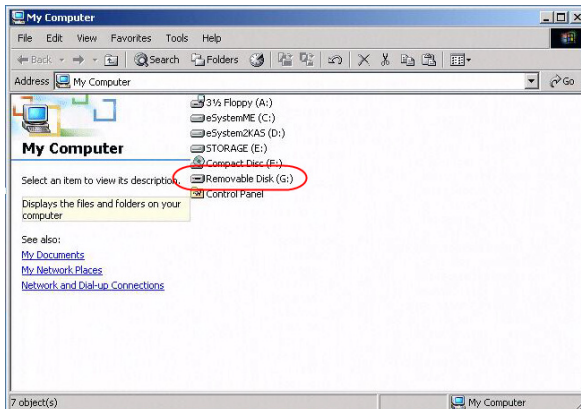 My Computer
File Edit View Favorites Tools Help
Back Search Folders
Address My Computer Go
3½ Floppy (A:)
eSystemME (C:)
eSystem2KAS (D:)
STORAGE (E:)
Compact Disc (F:)
Removable Disk (G:)
Control Panel
My Computer
Select an item to view its description.
Displays the files and folders on your
computer
See also:
My Documents
My Network Places
Network and Dial-up Connections
7 object(s) My Computer